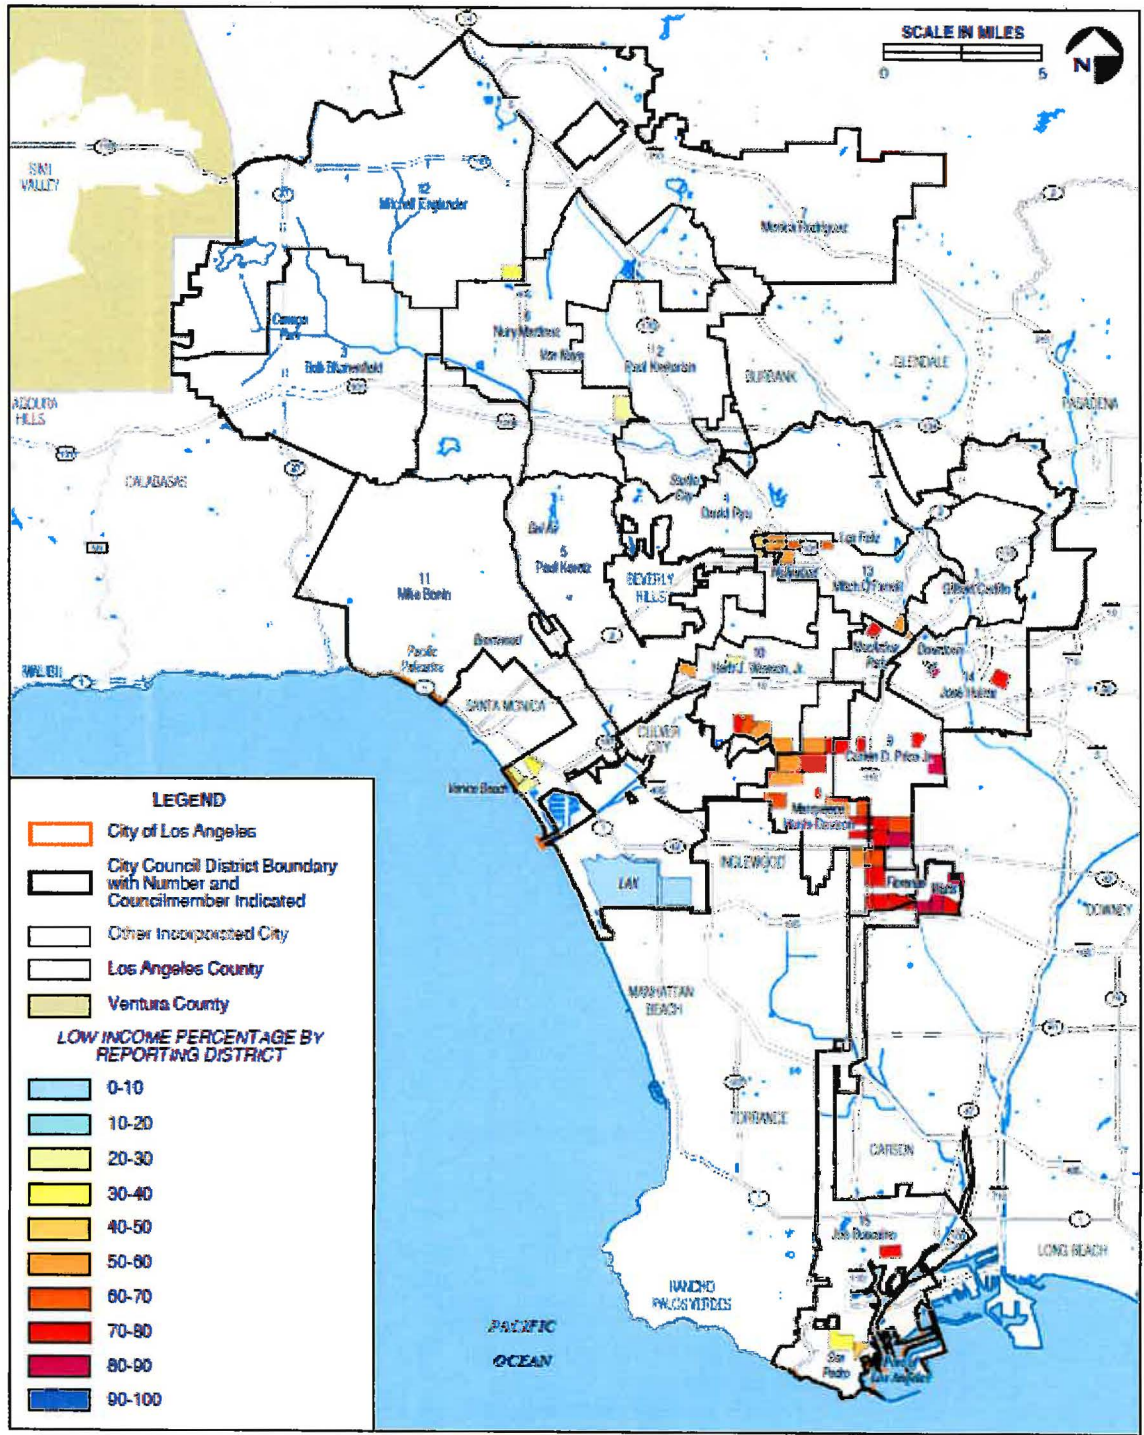 SCALE IN MILES
0 5
N
SIMI
VALLEY
12
Mitchell Englander
7
Monica Rodriguez
Canoga
Park
3
Bob Blumenfield
6
Nury Martinez
Van Nuys
2
Paul Krekorian
BURBANK
GLENDALE
PASADENA
AGOURA
HILLS
CALABASAS
Studio
City
4
David Ryu
Bel Air
5
Paul Koretz
Los Feliz
Hollywood
BEVERLY
HILLS
13
Mitch O'Farrell
1
Gilbert Cedillo
11
Mike Bonin
Brentwood
Pacific
Palisades
MALIBU
1
10
Herb J. Wesson, Jr.
MacArthur
Park
Downtown
14
José Huizar
SANTA MONICA
CULVER
CITY
9
Curren D. Price Jr.
Venice Beach
8
Marqueece
Harris-Dawson
INGLEWOOD
LAX
Florence
Watts
DOWNEY
MANHATTAN
BEACH
TORRANCE
CARSON
15
Joe Buscaino
LONG BEACH
RANCHO
PALOS VERDES
San
Pedro
Port of
Los Angeles
PACIFIC
OCEAN
LEGEND
City of Los Angeles
City Council District Boundary
with Number and
Councilmember Indicated
Other Incorporated City
Los Angeles County
Ventura County
LOW INCOME PERCENTAGE BY
REPORTING DISTRICT
0-10
10-20
20-30
30-40
40-50
50-60
60-70
70-80
80-90
90-100